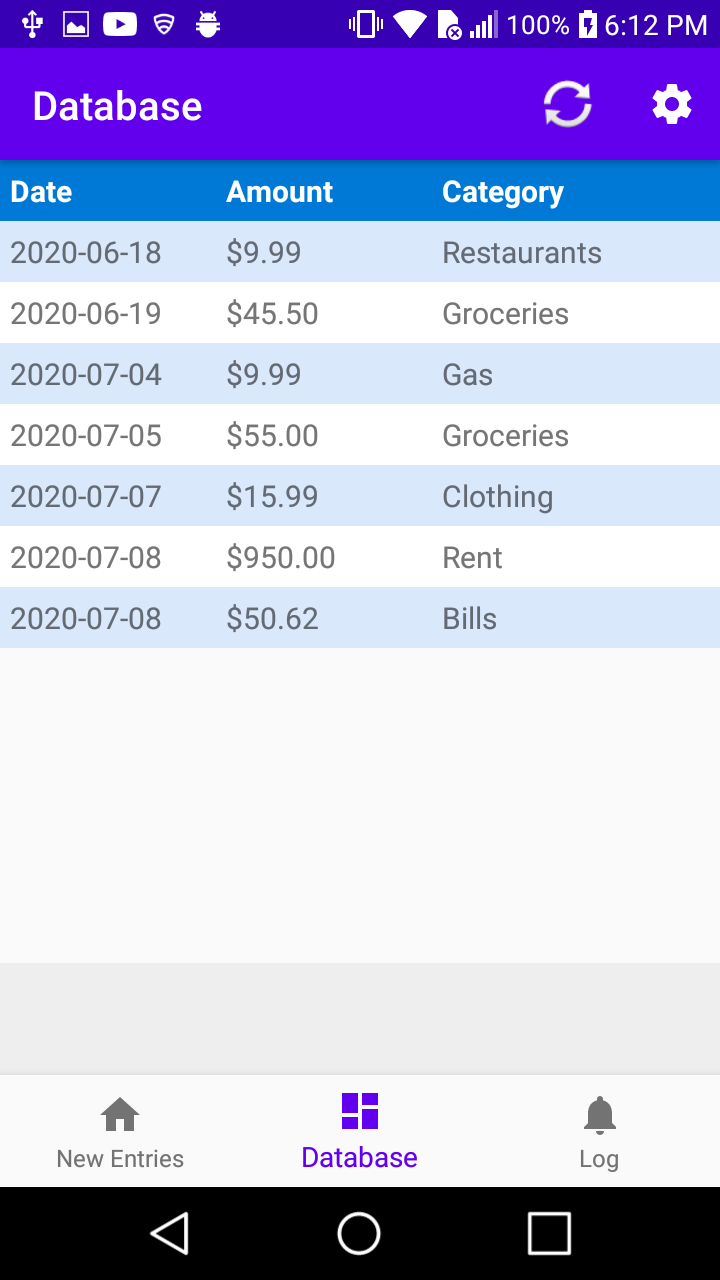 100% 6:12 PM
Database
Date Amount Category
2020-06-18 $9.99 Restaurants
2020-06-19 $45.50 Groceries
2020-07-04 $9.99 Gas
2020-07-05 $55.00 Groceries
2020-07-07 $15.99 Clothing
2020-07-08 $950.00 Rent
2020-07-08 $50.62 Bills
New Entries Database Log